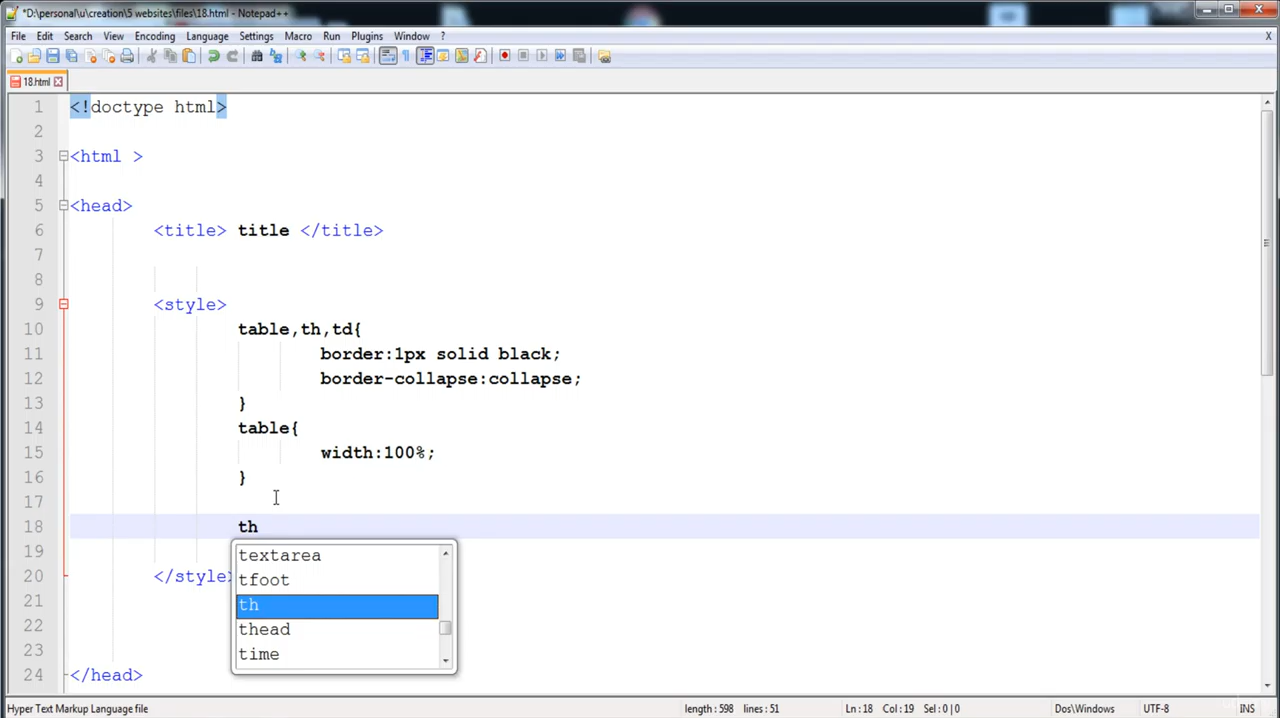 *D:\personal\u\creation\5 websites\files\18.html - Notepad++
File Edit Search View Encoding Language Settings Macro Run Plugins Window ? X
18.html
1 <!doctype html>
2
3 <html >
4
5 <head>
6 <title> title </title>
7
8
9 <style>
10 table,th,td{
11 border:1px solid black;
12 border-collapse:collapse;
13 }
14 table{
15 width:100%;
16 }
17
18 th
19
textarea
tfoot
th
thead
time
20 </style>
21
22
23
24 </head>
Hyper Text Markup Language file length : 598 lines : 51 Ln : 18 Col : 19 Sel : 0 | 0 Dos\Windows UTF-8 INS